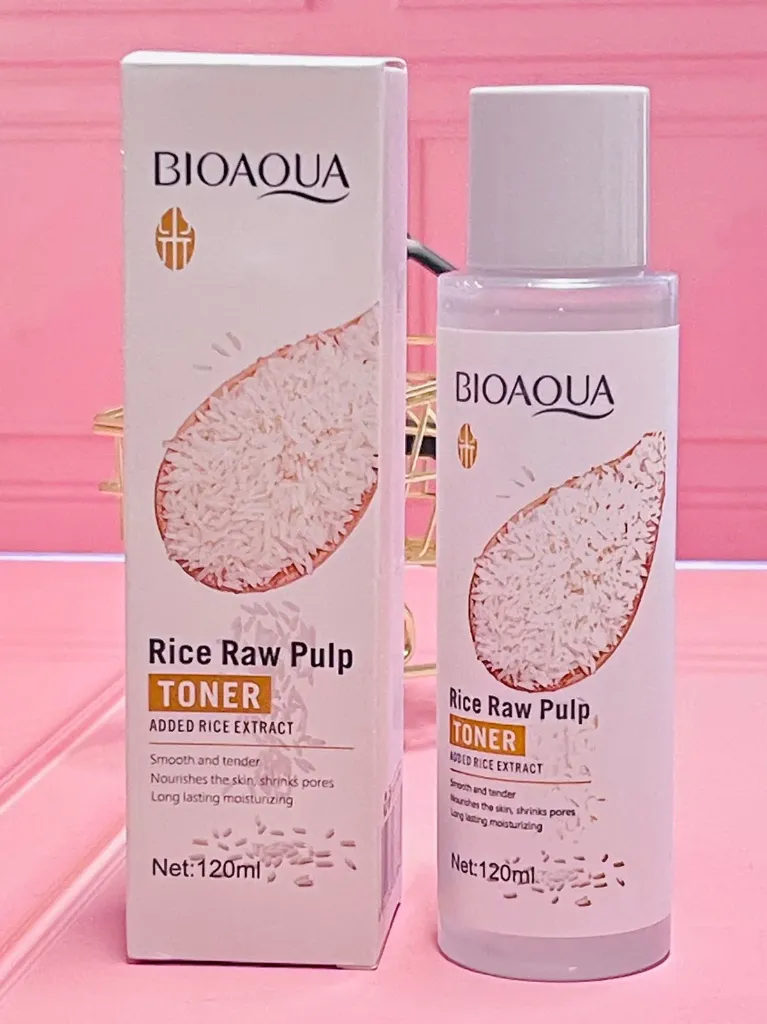 BIOAQUA
Rice Raw Pulp
TONER
ADDED RICE EXTRACT
Smooth and tender
Nourishes the skin, shrinks pores
Long lasting moisturizing
Net:120ml
BIOAQUA
Rice Raw Pulp
TONER
ADDED RICE EXTRACT
Smooth and tender
Nourishes the skin, shrinks pores
Long lasting moisturizing
Net:120ml